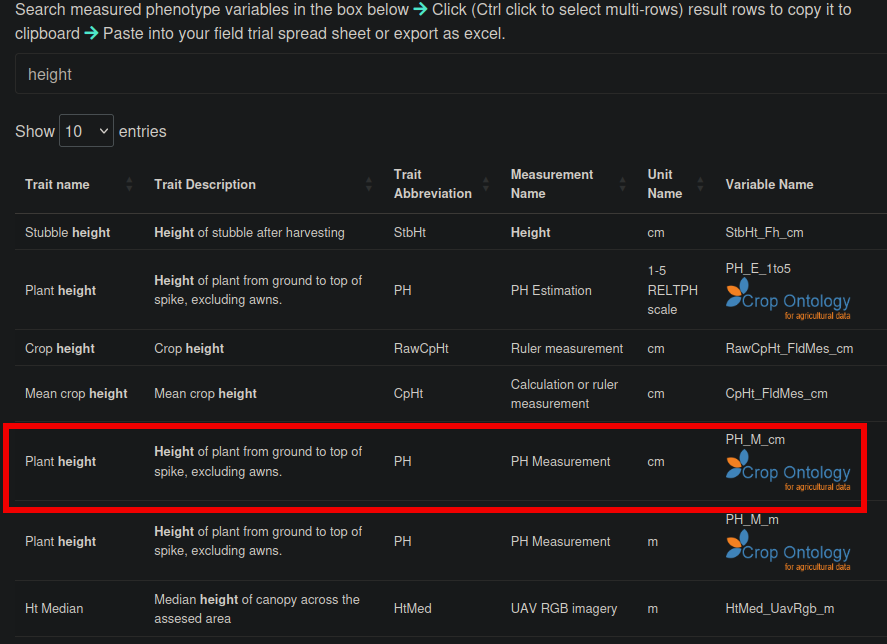 Search measured phenotype variables in the box below → Click (Ctrl click to select multi-rows) result rows to copy it to
clipboard → Paste into your field trial spread sheet or export as excel.
height
Show 10 entries
Trait name Trait Description Trait Abbreviation Measurement Name Unit Name Variable Name
Stubble height Height of stubble after harvesting StbHt Height cm StbHt_Fh_cm
Plant height Height of plant from ground to top of spike, excluding awns. PH PH Estimation 1-5 RELTPH scale PH_E_1to5
Crop Ontology
for agricultural data
Crop height Crop height RawCpHt Ruler measurement cm RawCpHt_FldMes_cm
Mean crop height Mean crop height CpHt Calculation or ruler measurement cm CpHt_FldMes_cm
Plant height Height of plant from ground to top of spike, excluding awns. PH PH Measurement cm PH_M_cm
Crop Ontology
for agricultural data
Plant height Height of plant from ground to top of spike, excluding awns. PH PH Measurement m PH_M_m
Crop Ontology
for agricultural data
Ht Median Median height of canopy across the assesed area HtMed UAV RGB imagery m HtMed_UavRgb_m